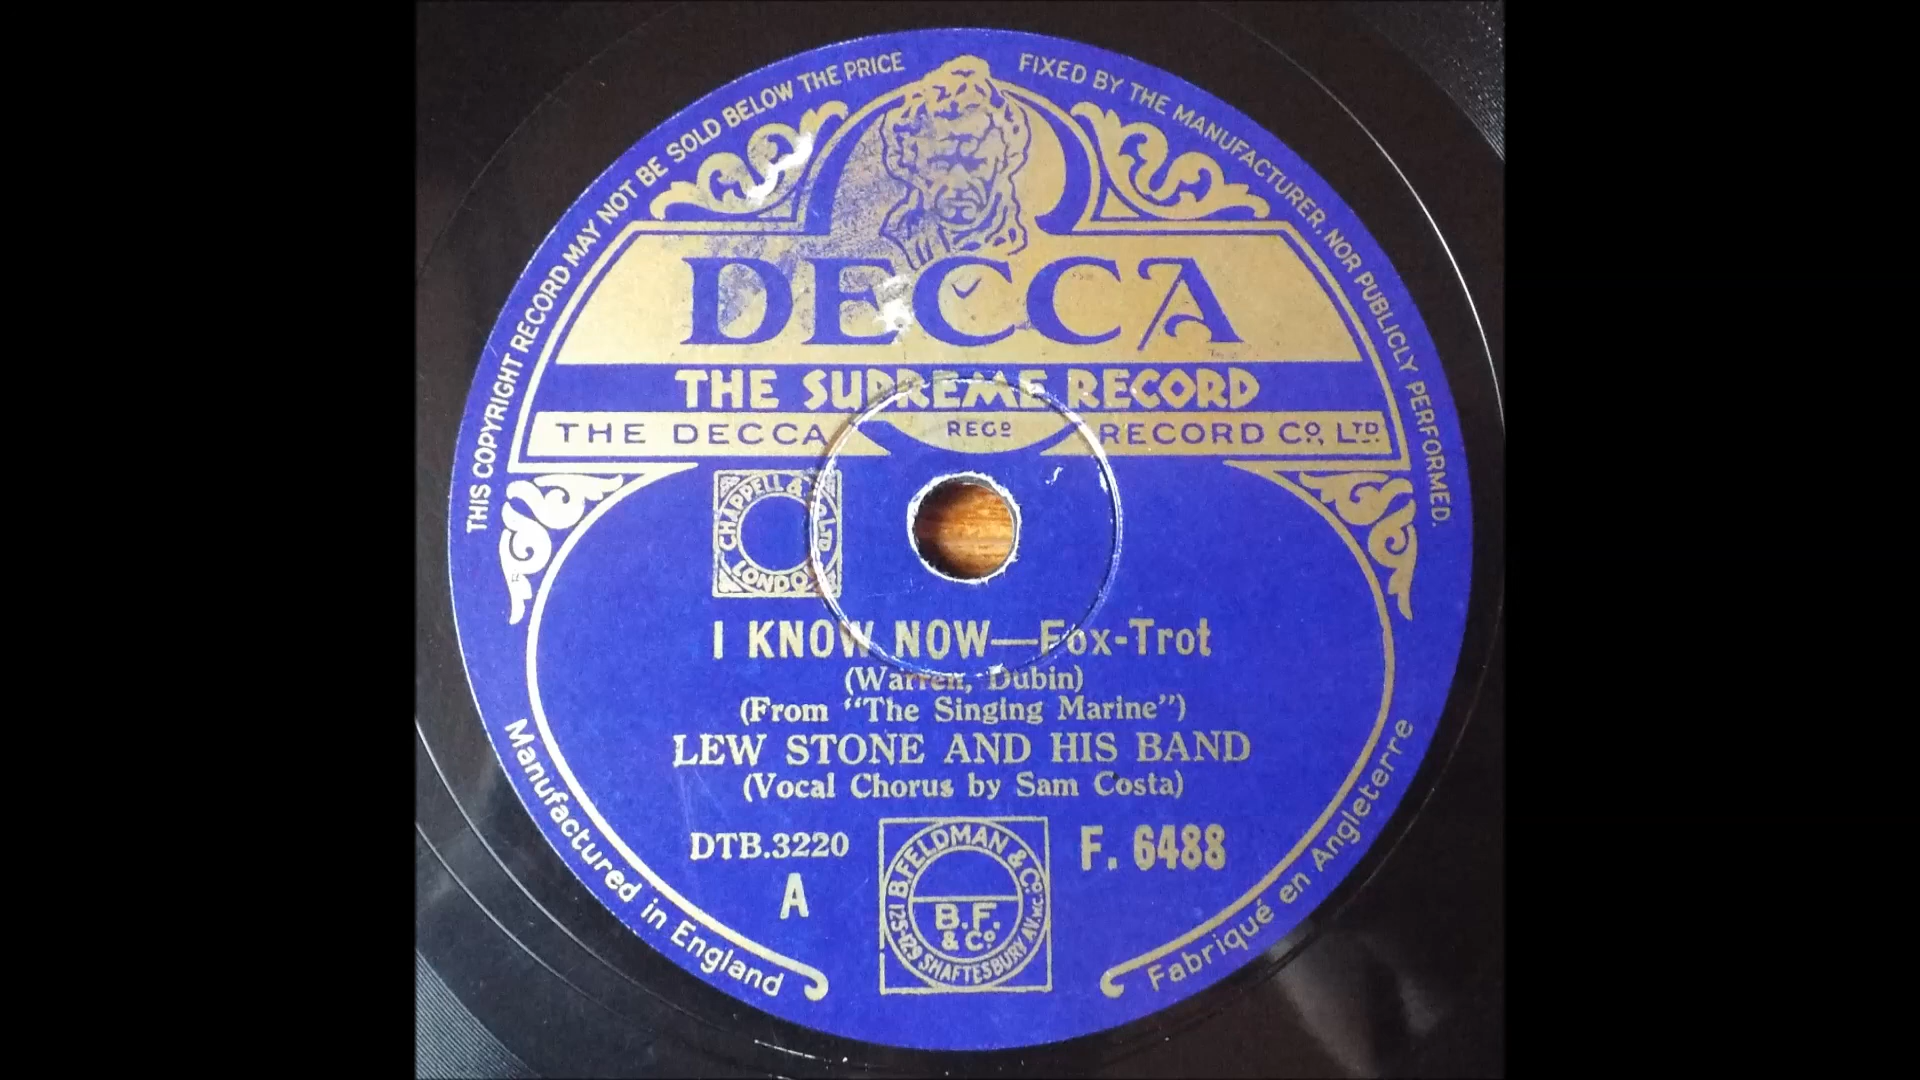 THIS COPYRIGHT RECORD MAY NOT BE SOLD BELOW THE PRICE FIXED BY THE MANUFACTURER, NOR PUBLICLY PERFORMED.
DECCA
THE SUPREME RECORD
THE DECCA REGD RECORD CO., LTD.
CHAPPELL & CO LTD
LONDON
I KNOW NOW—Fox-Trot
(Warren, Dubin)
(From “The Singing Marine”)
LEW STONE AND HIS BAND
(Vocal Chorus by Sam Costa)
DTB.3220
A
B. FELDMAN & CO.
125-129 SHAFTESBURY AV. W.C.
B.F.
& CO.
F. 6488
Manufactured in England
Fabriqué en Angleterre